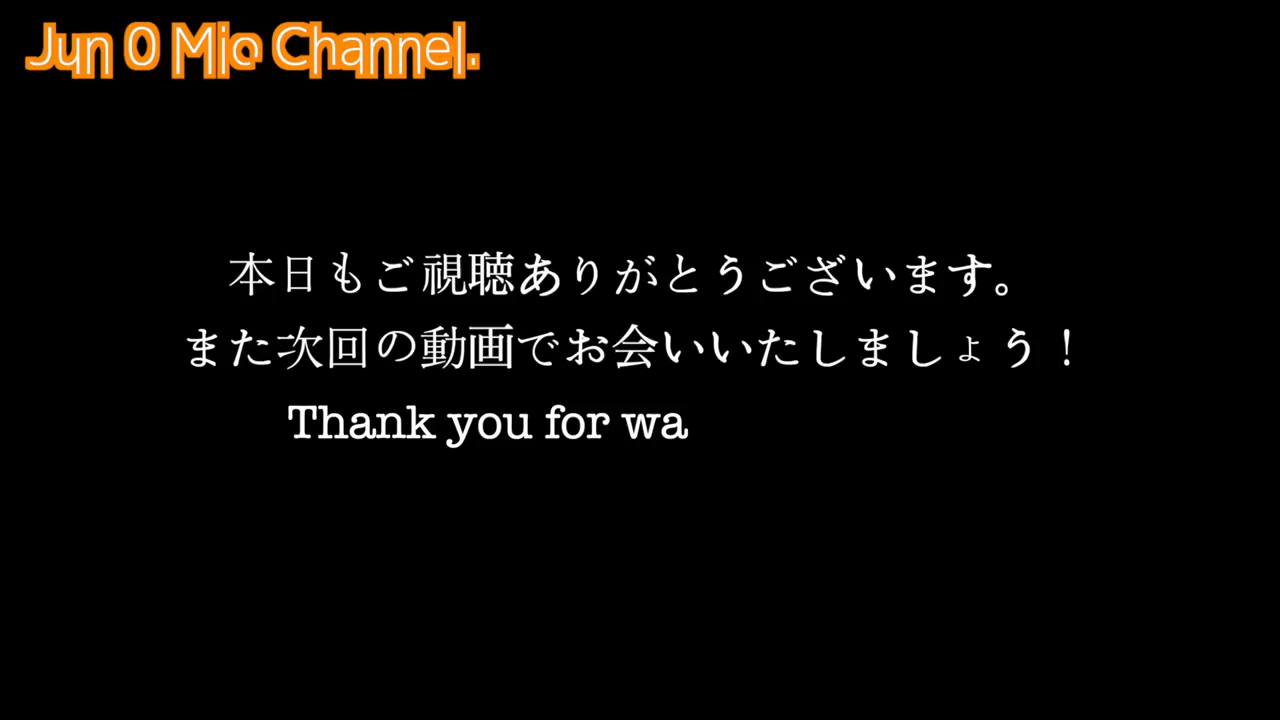 Jun O Mio Channel.
本日もご視聴ありがとうございます。
また次回の動画でお会いいたしましょう！
Thank you for wa